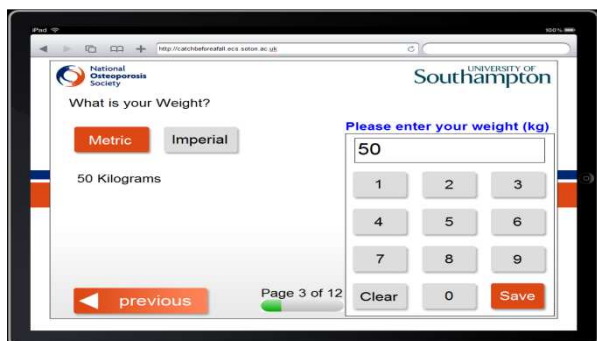 iPad
100%
http://catchbeforeafall.ecs.soton.ac.uk
National
Osteoporosis
Society
UNIVERSITY OF
Southampton
What is your Weight?
Metric
Imperial
50 Kilograms
Please enter your weight (kg)
50
1 2 3
4 5 6
7 8 9
Clear 0 Save
previous
Page 3 of 12